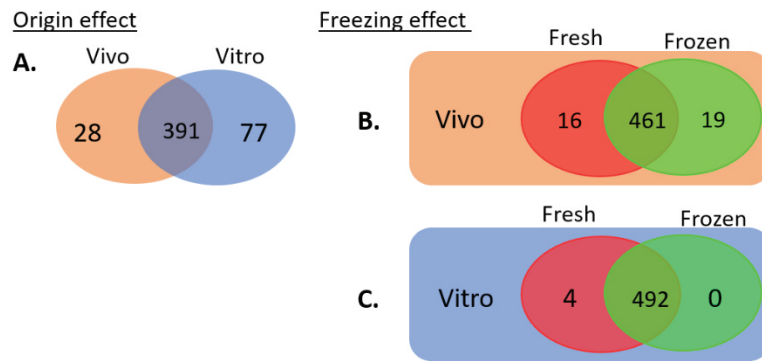 Origin effect
Freezing effect
A.
Vivo
Vitro
28
391
77
B.
Vivo
Fresh
Frozen
16
461
19
C.
Vitro
Fresh
Frozen
4
492
0